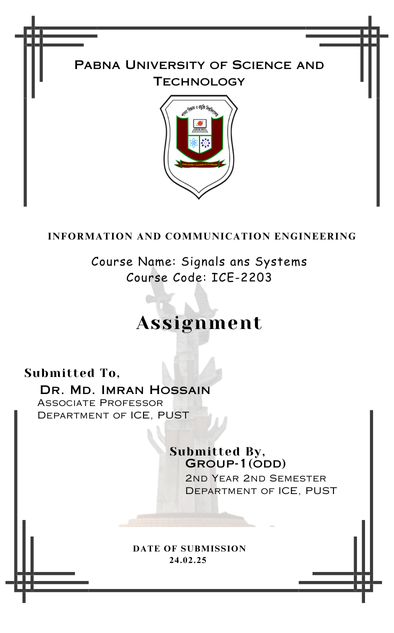 Pabna University of Science and
Technology
INFORMATION AND COMMUNICATION ENGINEERING
Course Name: Signals ans Systems
Course Code: ICE-2203
Assignment
Submitted To,
Dr. Md. Imran Hossain
Associate Professor
Department of ICE, PUST
Submitted By,
Group-1(odd)
2nd Year 2nd Semester
Department of ICE, PUST
DATE OF SUBMISSION
24.02.25